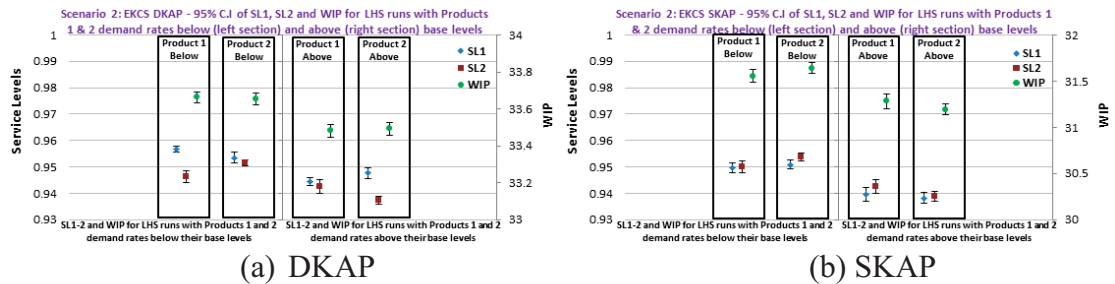 Scenario 2: EKCS DKAP - 95% C.I of SL1, SL2 and WIP for LHS runs with Products
1 & 2 demand rates below (left section) and above (right section) base levels
1
0.99
0.98
0.97
0.96
0.95
0.94
0.93
Service Levels
Product 1
Below
Product 2
Below
Product 1
Above
Product 2
Above
SL1
SL2
WIP
34
33.8
33.6
33.4
33.2
33
WIP
SL1-2 and WIP for LHS runs with Products 1 and 2
demand rates below their base levels
SL1-2 and WIP for LHS runs with Products 1 and 2
demand rates above their base levels
(a) DKAP
Scenario 2: EKCS SKAP - 95% C.I of SL1, SL2 and WIP for LHS runs with Products 1
& 2 demand rates below (left section) and above (right section) base levels
1
0.99
0.98
0.97
0.96
0.95
0.94
0.93
Service Levels
Product 1
Below
Product 2
Below
Product 1
Above
Product 2
Above
SL1
SL2
WIP
32
31.5
31
30.5
30
WIP
SL1-2 and WIP for LHS runs with Products 1 and 2
demand rates below their base levels
SL1-2 and WIP for LHS runs with Products 1 and 2
demand rates above their base levels
(b) SKAP